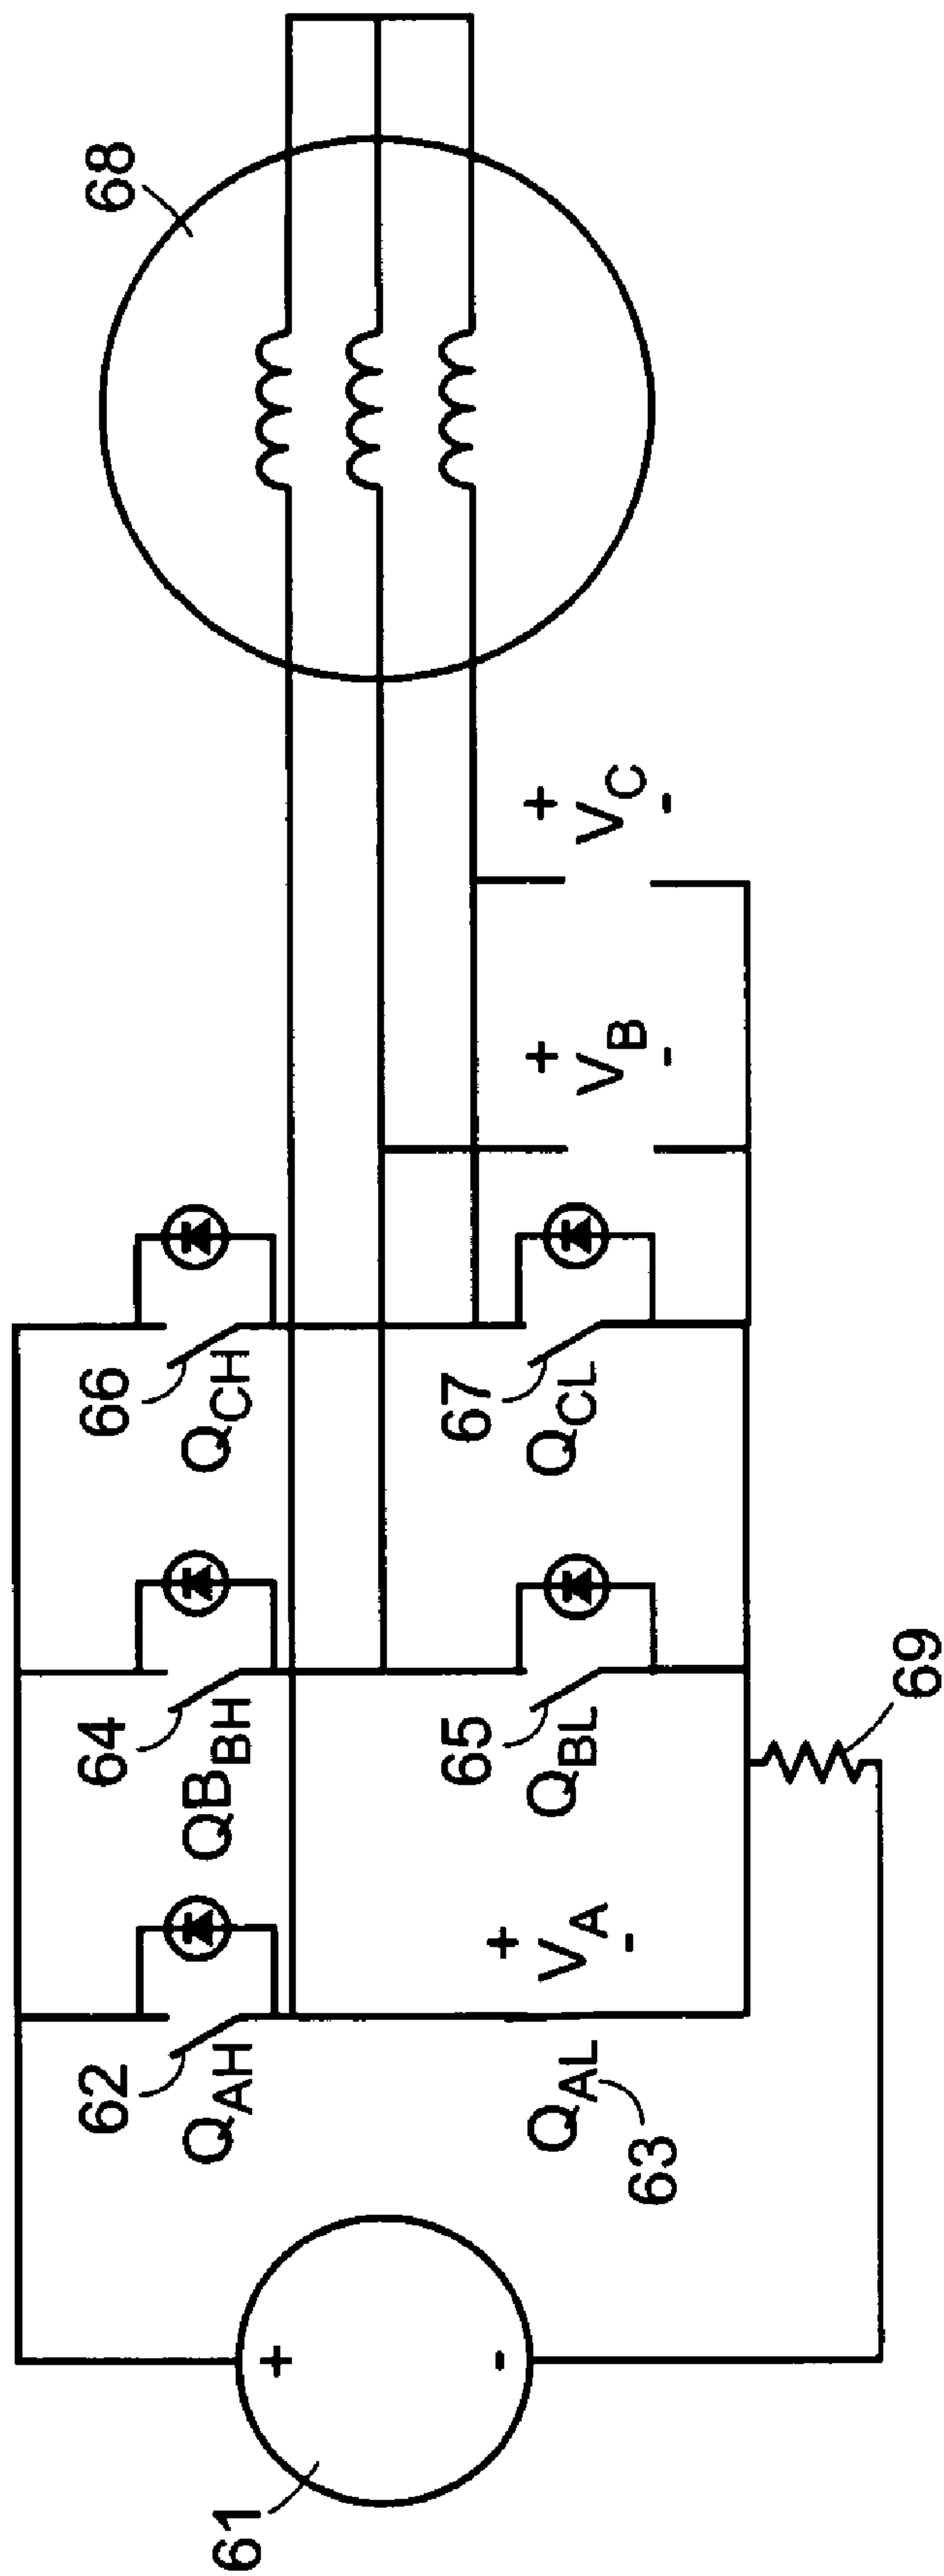 61
+
-
62
Q_AH
63
Q_AL
+
V_A
-
64
QB_BH
65
Q_BL
69
66
Q_CH
67
Q_CL
+
V_B
-
+
V_C
-
68